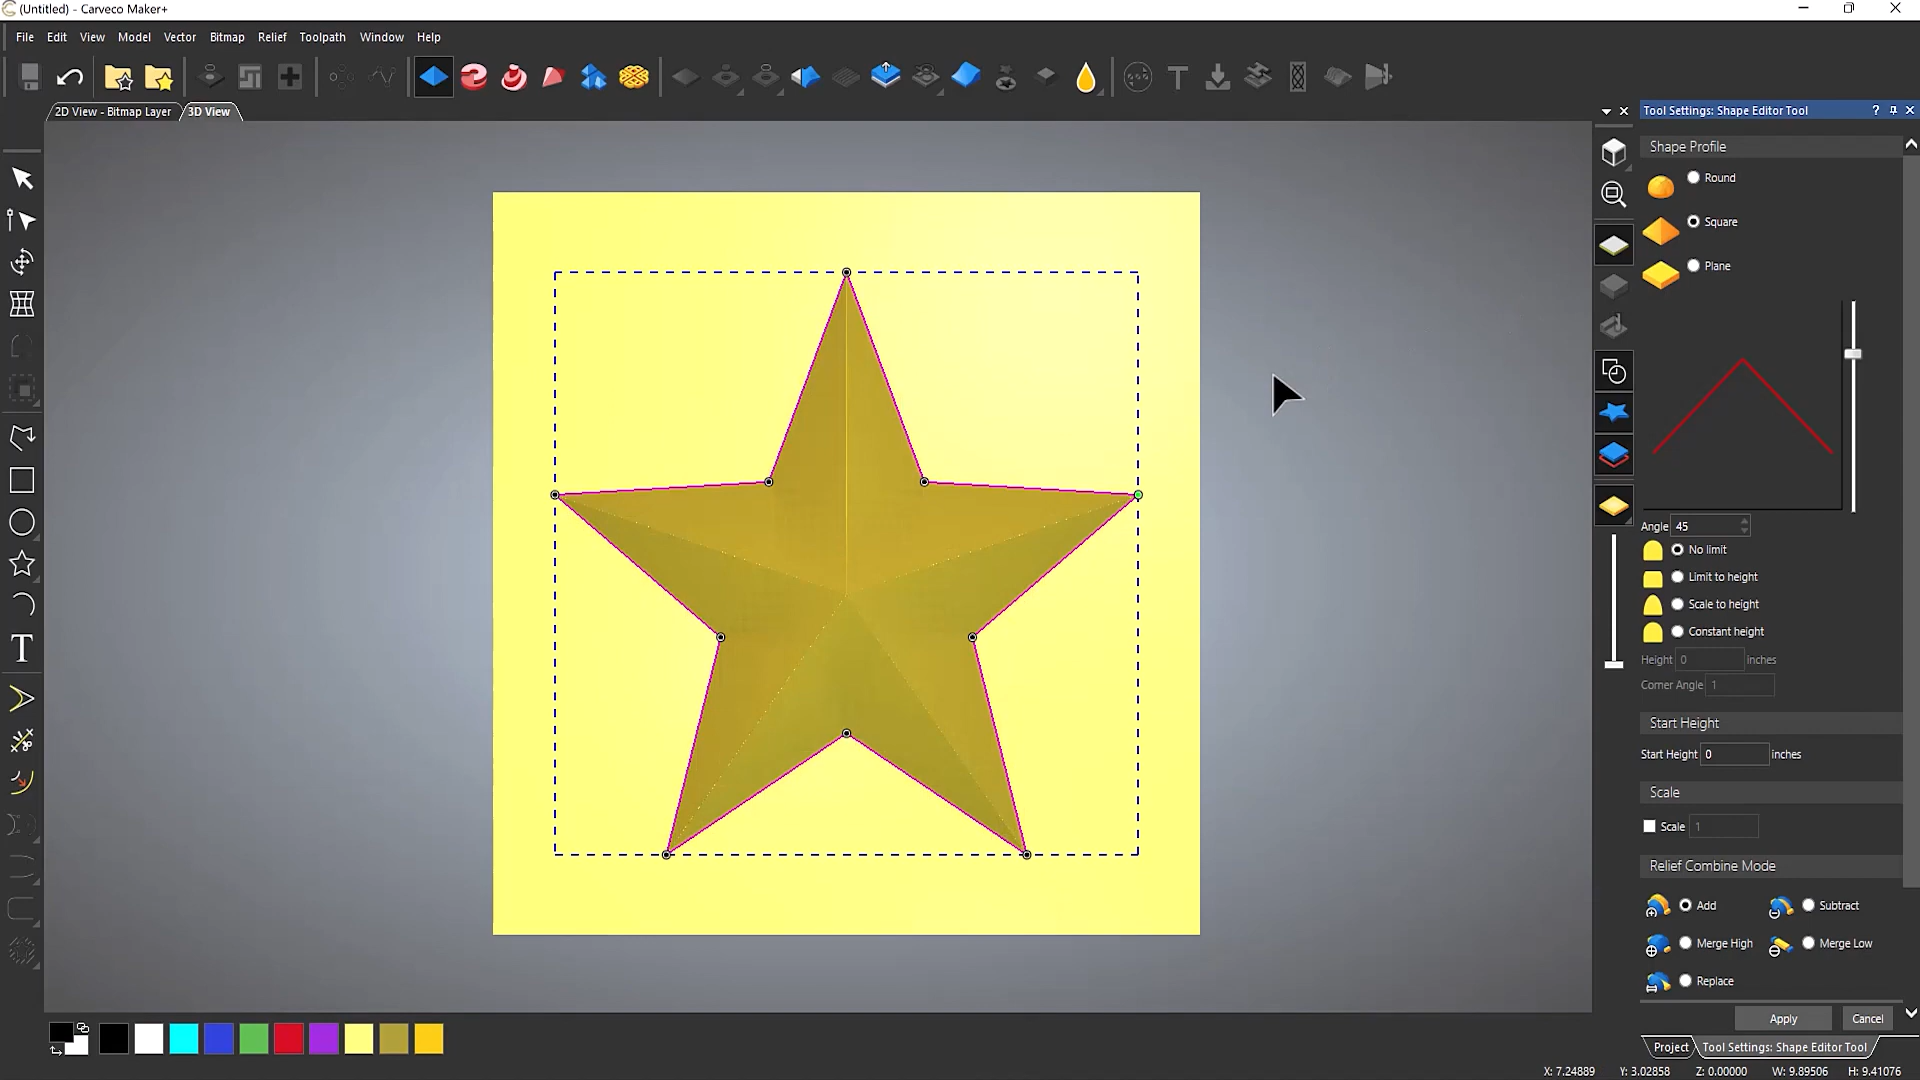 (Untitled) - Carveco Maker+
File Edit View Model Vector Bitmap Relief Toolpath Window Help
2D View - Bitmap Layer 3D View
Tool Settings: Shape Editor Tool
Shape Profile
Round
Square
Plane
Angle 45
No limit
Limit to height
Scale to height
Constant height
Height 0 inches
Corner Angle 1
Start Height
Start Height 0 inches
Scale
Scale 1
Relief Combine Mode
Add Subtract
Merge High Merge Low
Replace
Apply Cancel
Project Tool Settings: Shape Editor Tool
X: 7.24889 Y: 3.02858 Z: 0.00000 W: 9.89506 H: 9.41076